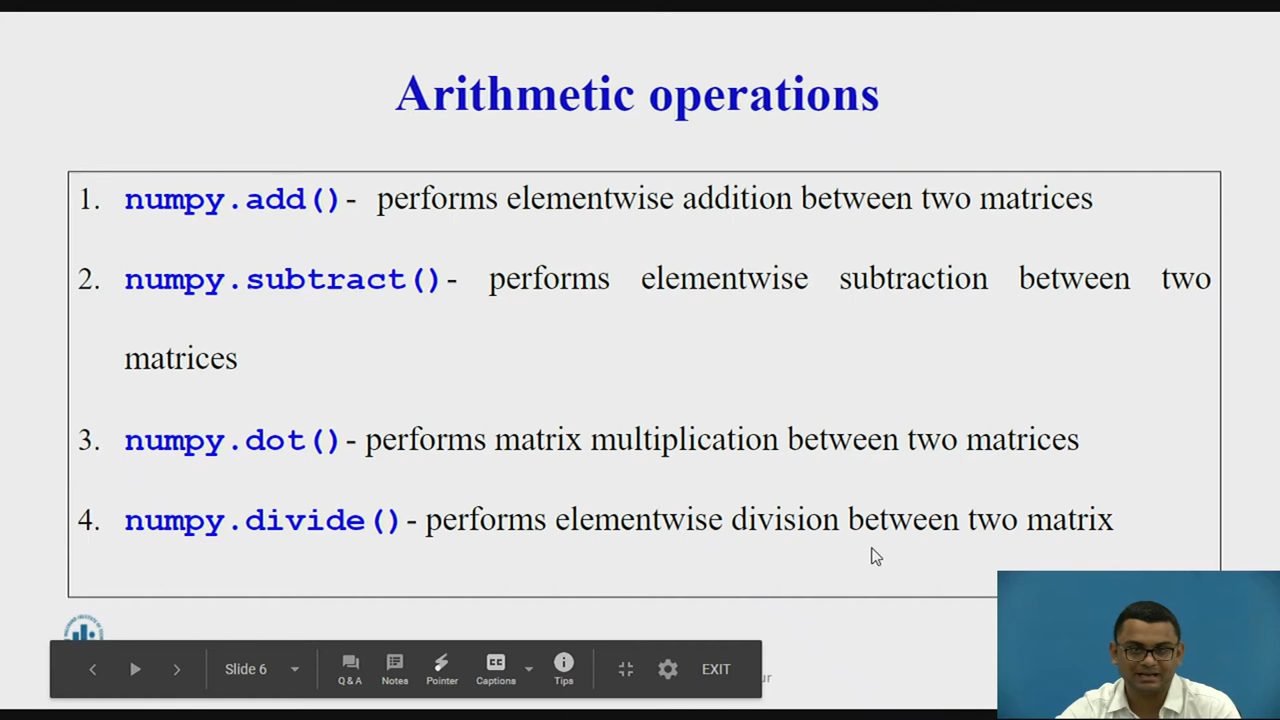 Arithmetic operations
1. numpy.add()- performs elementwise addition between two matrices
2. numpy.subtract()- performs elementwise subtraction between two
matrices
3. numpy.dot()- performs matrix multiplication between two matrices
4. numpy.divide()- performs elementwise division between two matrix
Slide 6
Q & A
Notes
Pointer
CC
Captions
Tips
EXIT